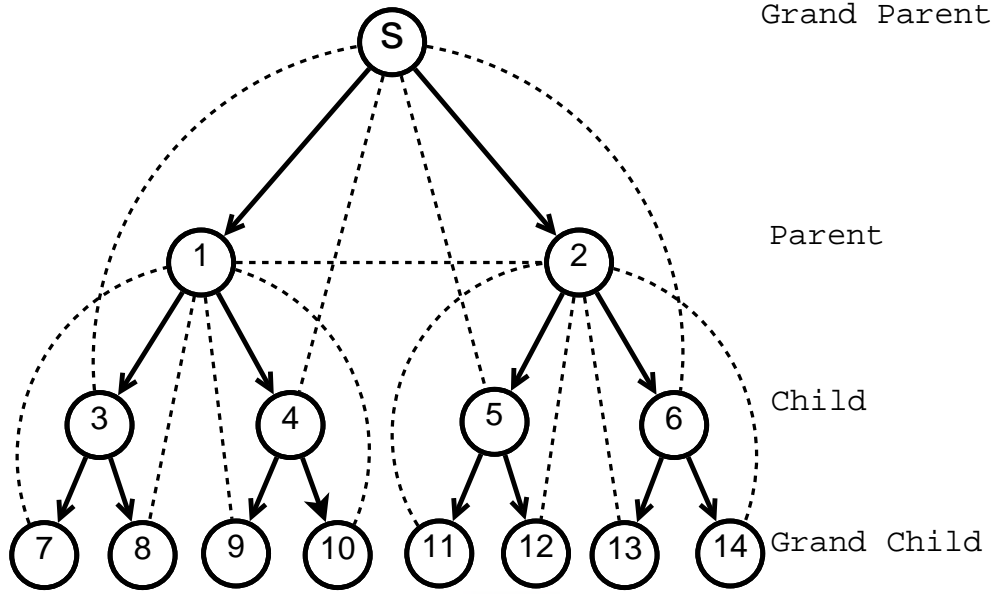 Grand Parent
S
Parent
1 2
Child
3 4 5 6
Grand Child
7 8 9 10 11 12 13 14